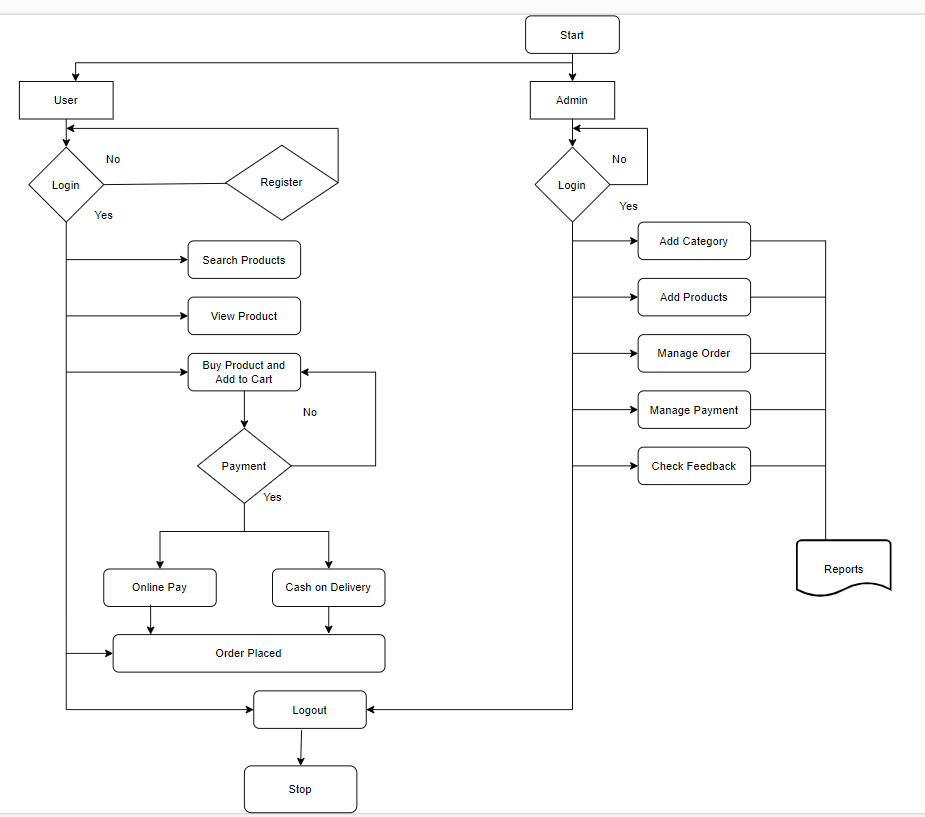 Start
User
Admin
No
Login
Register
Yes
No
Login
Yes
Search Products
View Product
Buy Product and
Add to Cart
No
Payment
Yes
Online Pay
Cash on Delivery
Order Placed
Add Category
Add Products
Manage Order
Manage Payment
Check Feedback
Reports
Logout
Stop